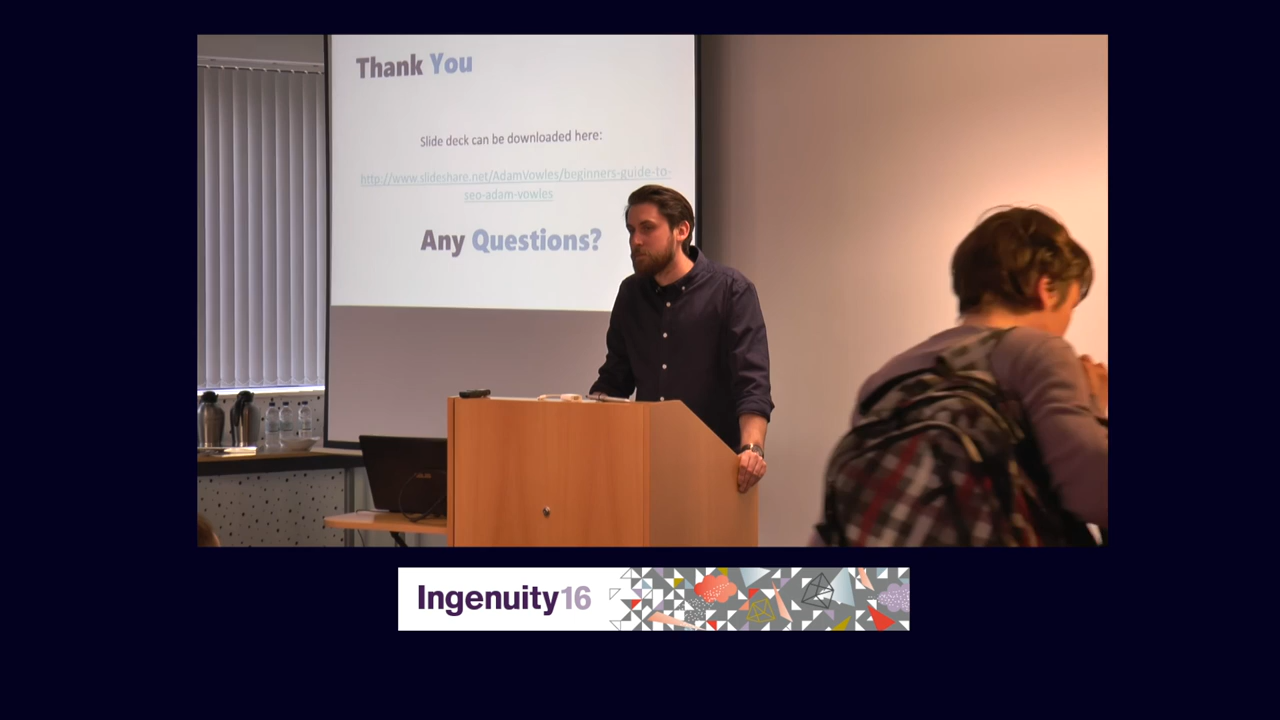 Thank You
Slide deck can be downloaded here:
http://www.slideshare.net/AdamVowles/beginners-guide-to-
seo-adam-vowles
Any Questions?
ASUS
Ingenuity16